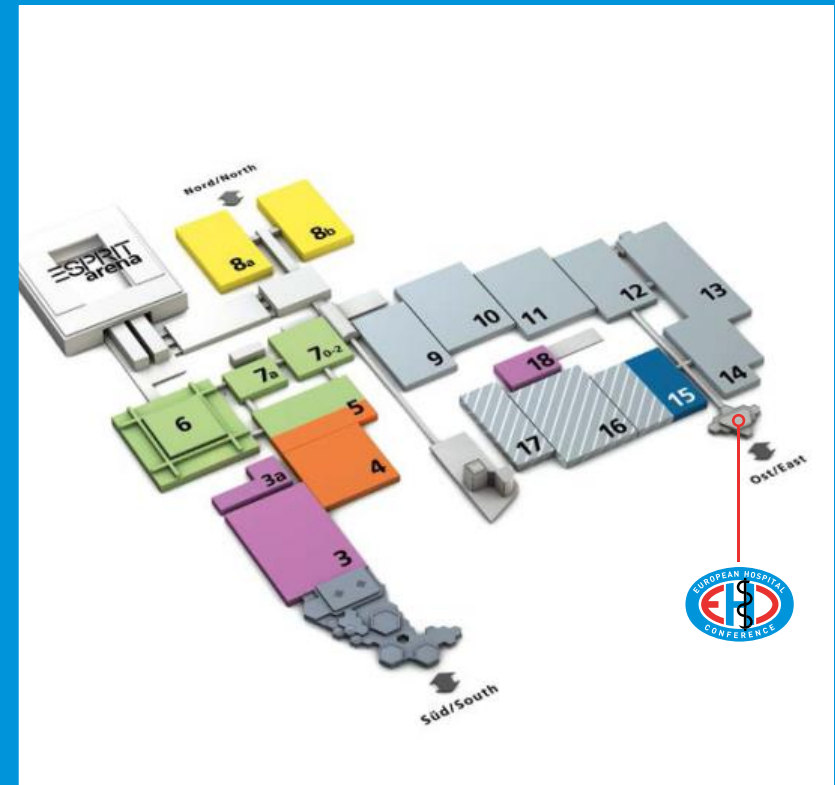 Nord/North
ESPRIT
arena
8a
8b
9
10
11
12
13
14
15
16
17
18
7a
70-2
6
5
4
3a
3
Ost/East
Süd/South
EUROPEAN HOSPITAL
EHC
CONFERENCE